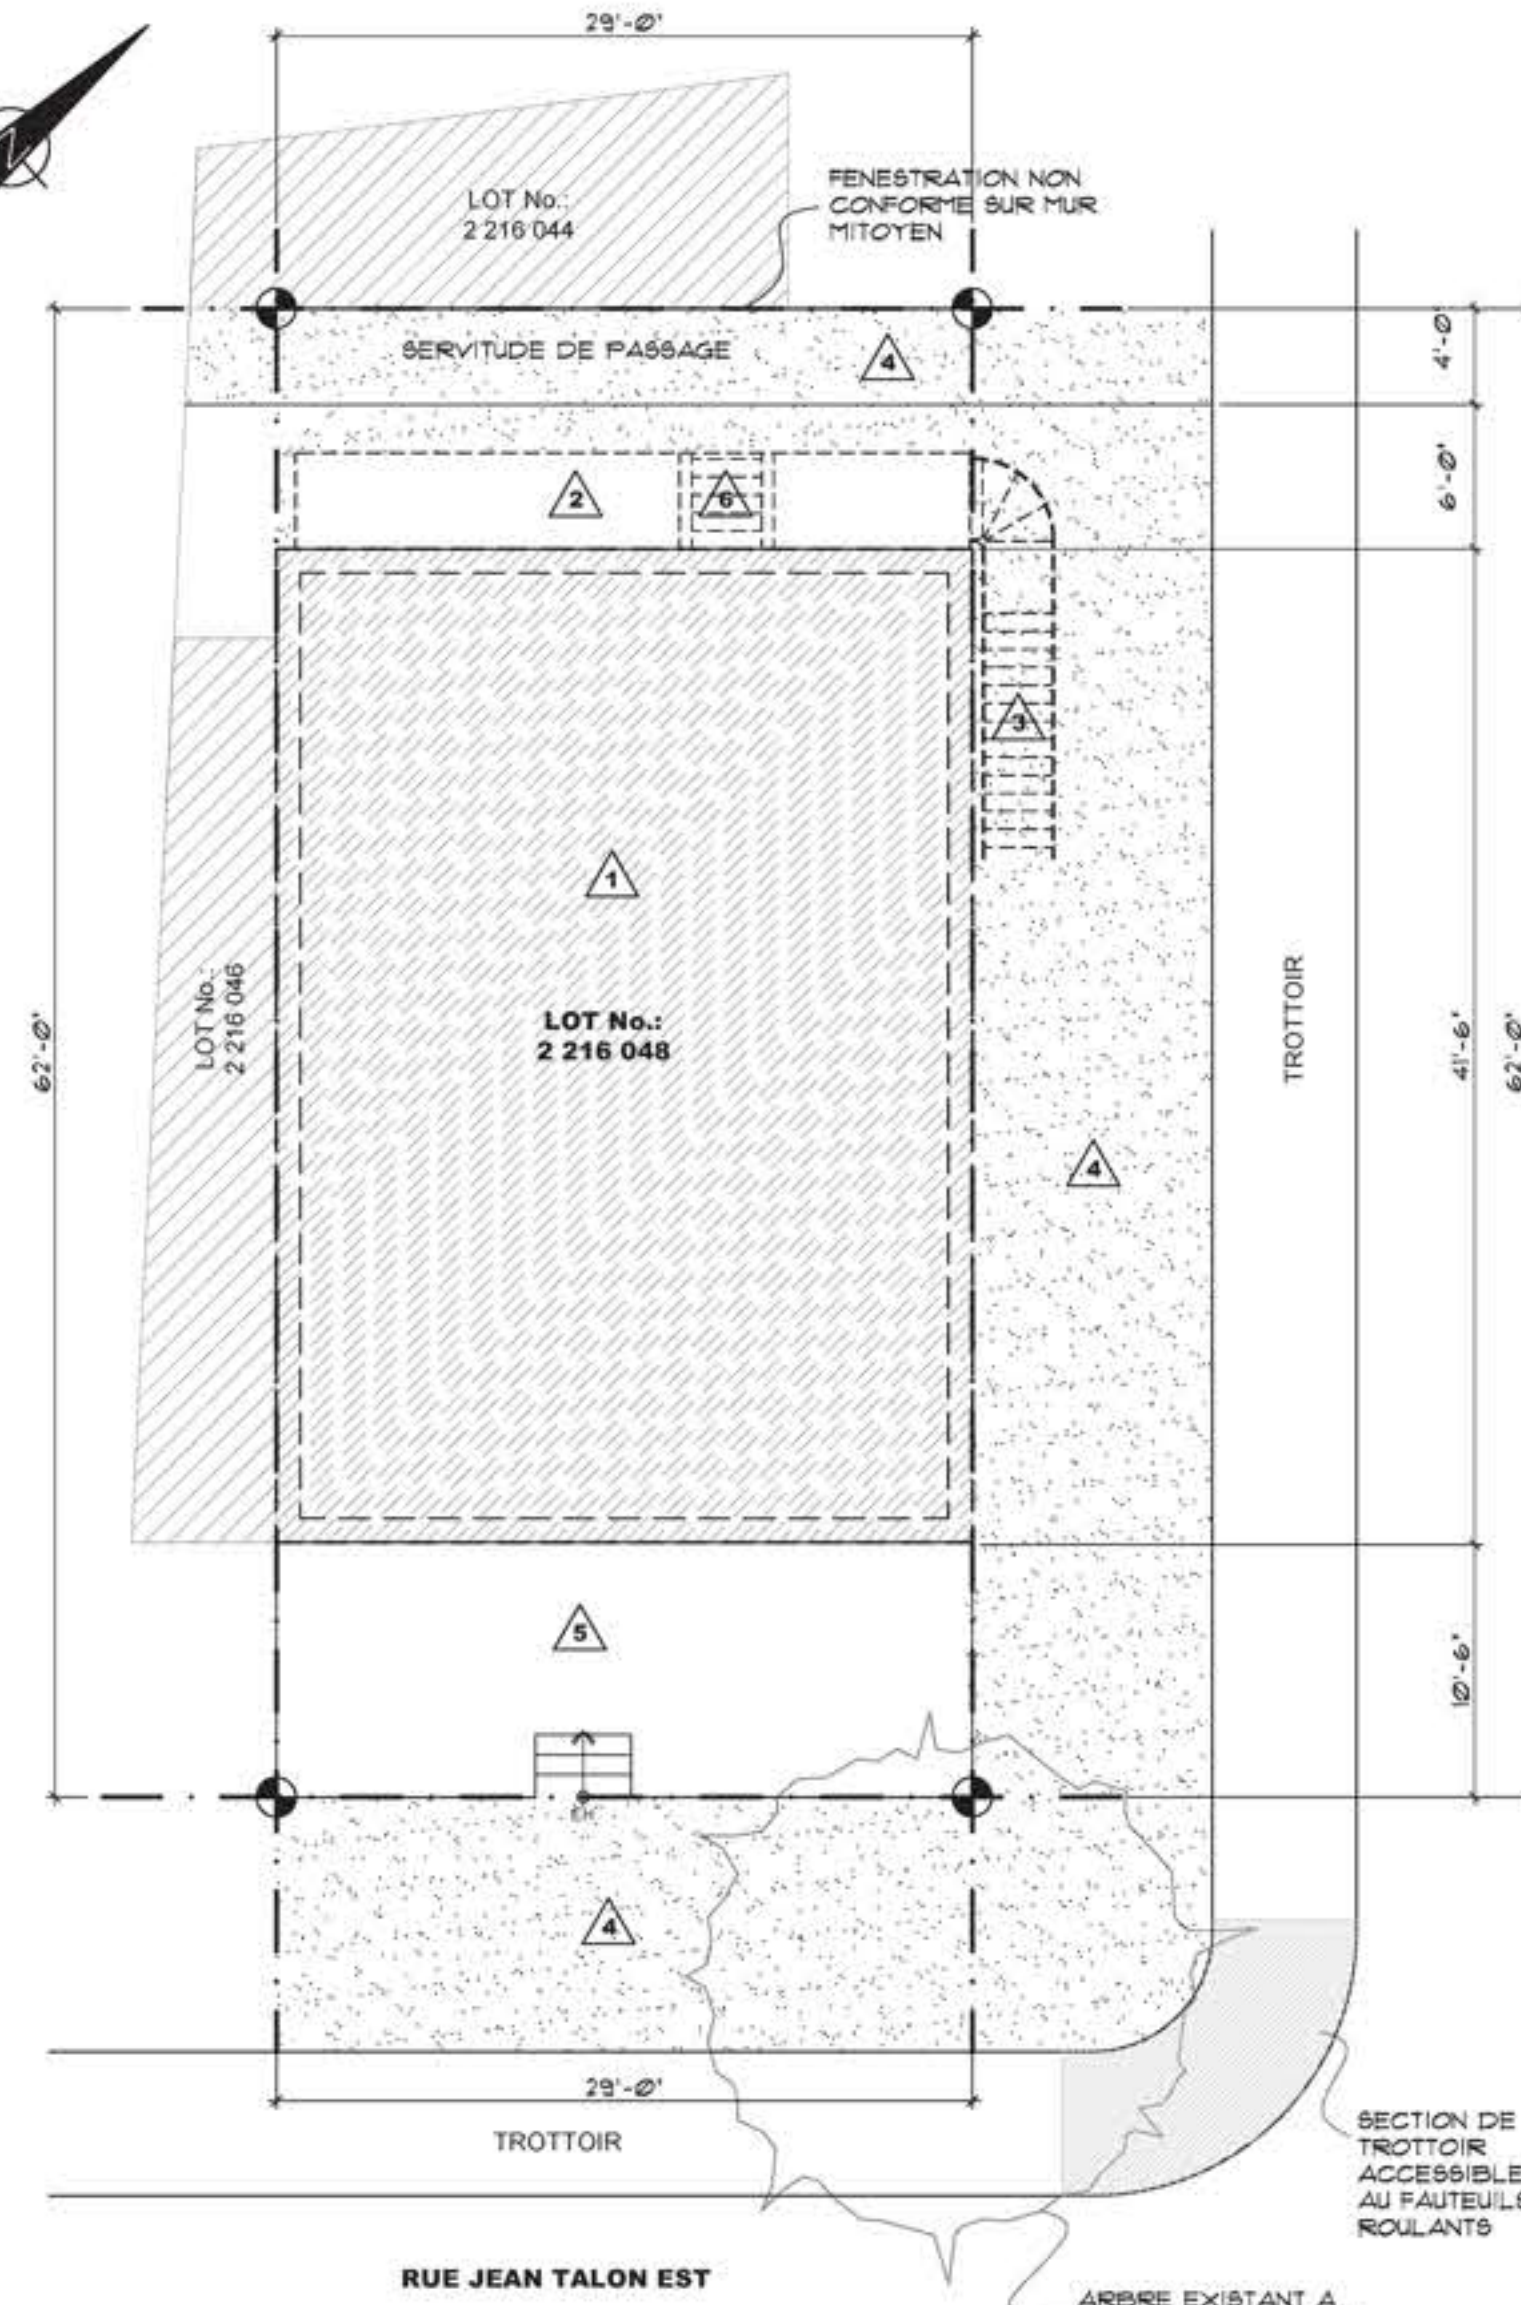 29'-0"
N
LOT No.:
2 216 044
FENESTRATION NON
CONFORME SUR MUR
MITOYEN
SERVITUDE DE PASSAGE
4
4'-0"
2
6
6'-0"
3
1
LOT No.:
2 216 046
LOT No.:
2 216 048
62'-0"
TROTTOIR
41'-6"
62'-0"
4
5
10'-6"
4
29'-0"
TROTTOIR
SECTION DE
TROTTOIR
ACCESSIBLE
AU FAUTEUILS
ROULANTS
RUE JEAN TALON EST
ARBRE EXISTANT A